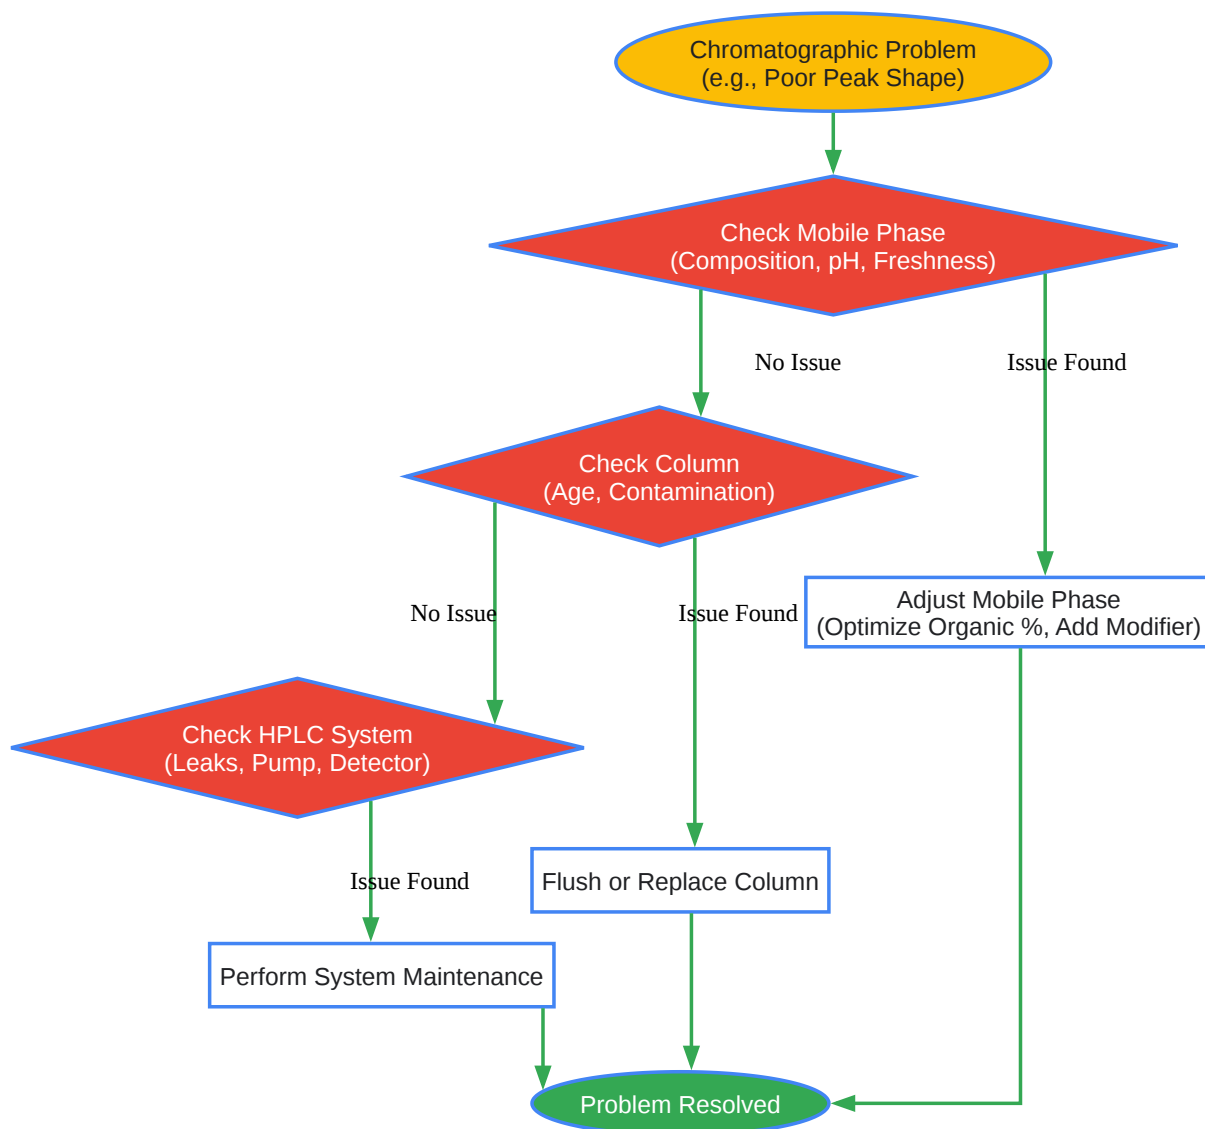 Chromatographic Problem
(e.g., Poor Peak Shape)
Check Mobile Phase
(Composition, pH, Freshness)
No Issue
Issue Found
Check Column
(Age, Contamination)
No Issue
Issue Found
Adjust Mobile Phase
(Optimize Organic %, Add Modifier)
Check HPLC System
(Leaks, Pump, Detector)
Issue Found
Flush or Replace Column
Perform System Maintenance
Problem Resolved